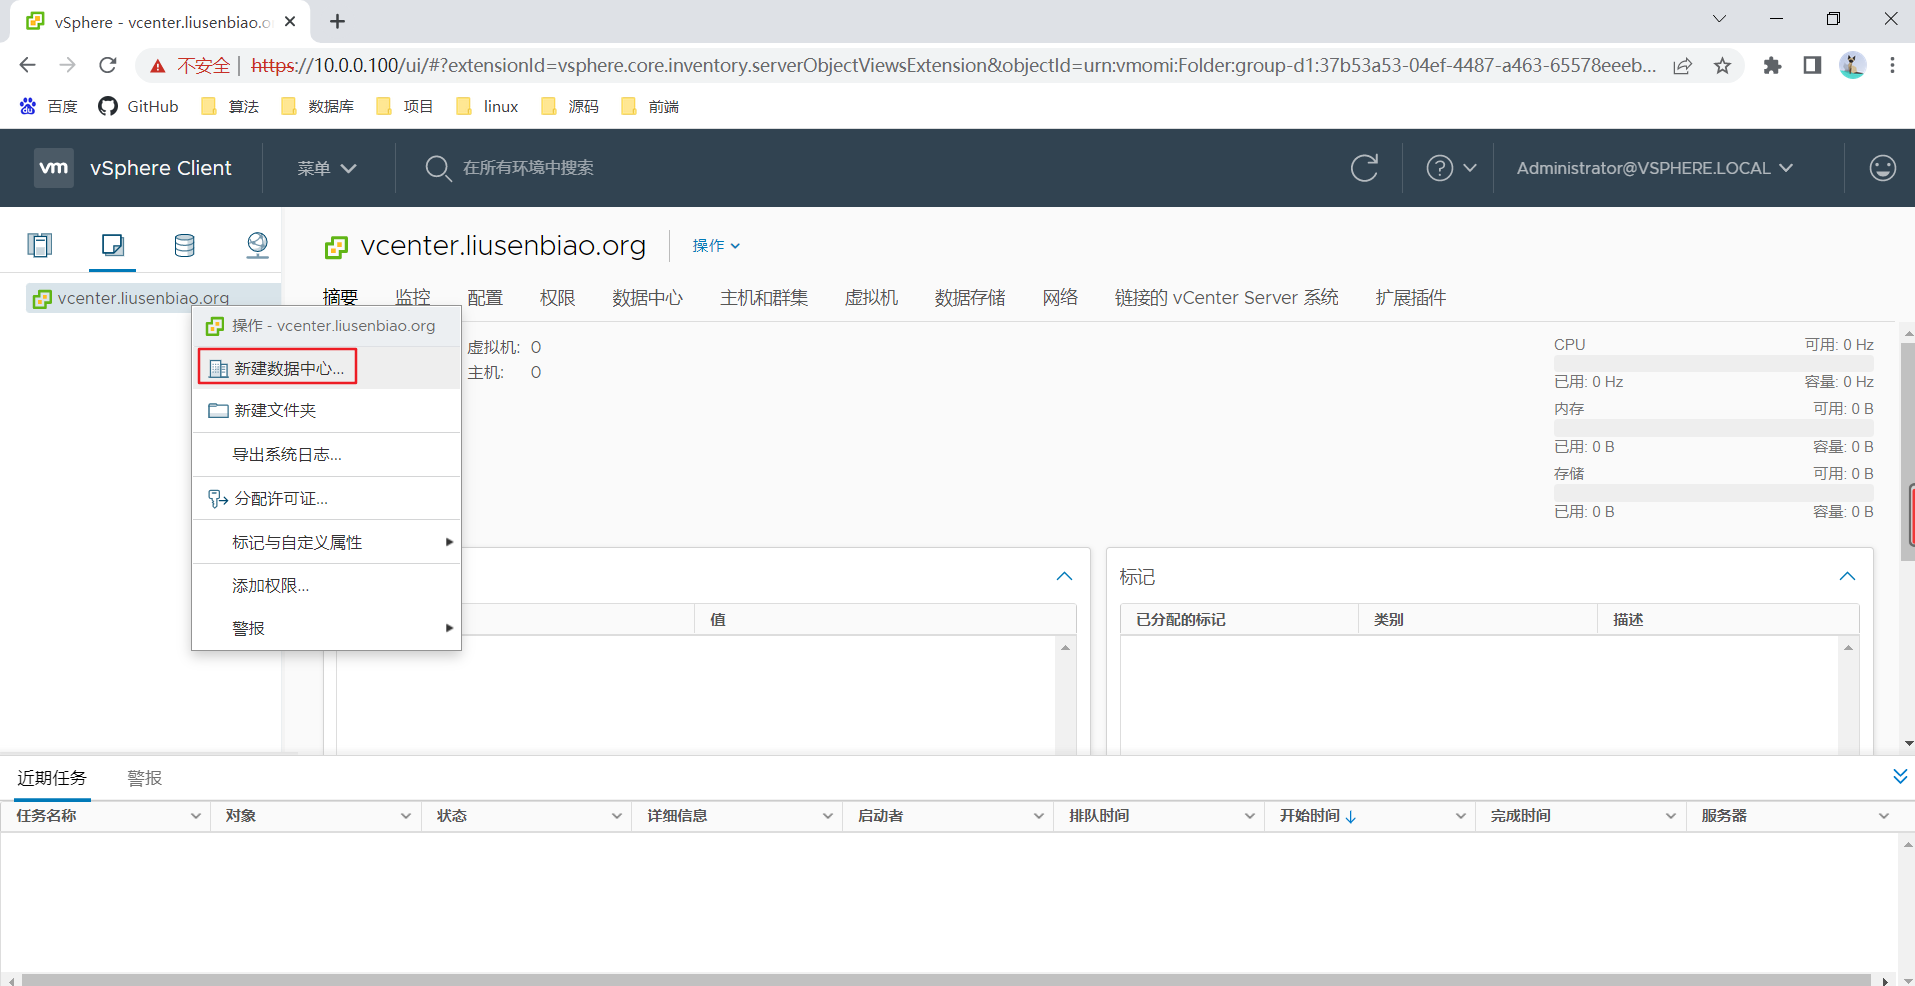 vSphere - vcenter.liusenbiao.o
不安全 | https://10.0.0.100/ui/#?extensionId=vsphere.core.inventory.serverObjectViewsExtension&objectId=urn:vmomi:Folder:group-d1:37b53a53-04ef-4487-a463-65578eeeb...
百度 GitHub 算法 数据库 项目 linux 源码 前端
vm vSphere Client 菜单 在所有环境中搜索 Administrator@VSPHERE.LOCAL
vcenter.liusenbiao.org 操作
vcenter.liusenbiao.org
摘要 监控 配置 权限 数据中心 主机和群集 虚拟机 数据存储 网络 链接的 vCenter Server 系统 扩展插件
操作 - vcenter.liusenbiao.org
新建数据中心...
新建文件夹
导出系统日志...
分配许可证...
标记与自定义属性
添加权限...
警报
虚拟机: 0
主机: 0
CPU 可用: 0 Hz
已用: 0 Hz 容量: 0 Hz
内存 可用: 0 B
已用: 0 B 容量: 0 B
存储 可用: 0 B
已用: 0 B 容量: 0 B
值
标记
已分配的标记 类别 描述
近期任务 警报
任务名称 对象 状态 详细信息 启动者 排队时间 开始时间 完成时间 服务器